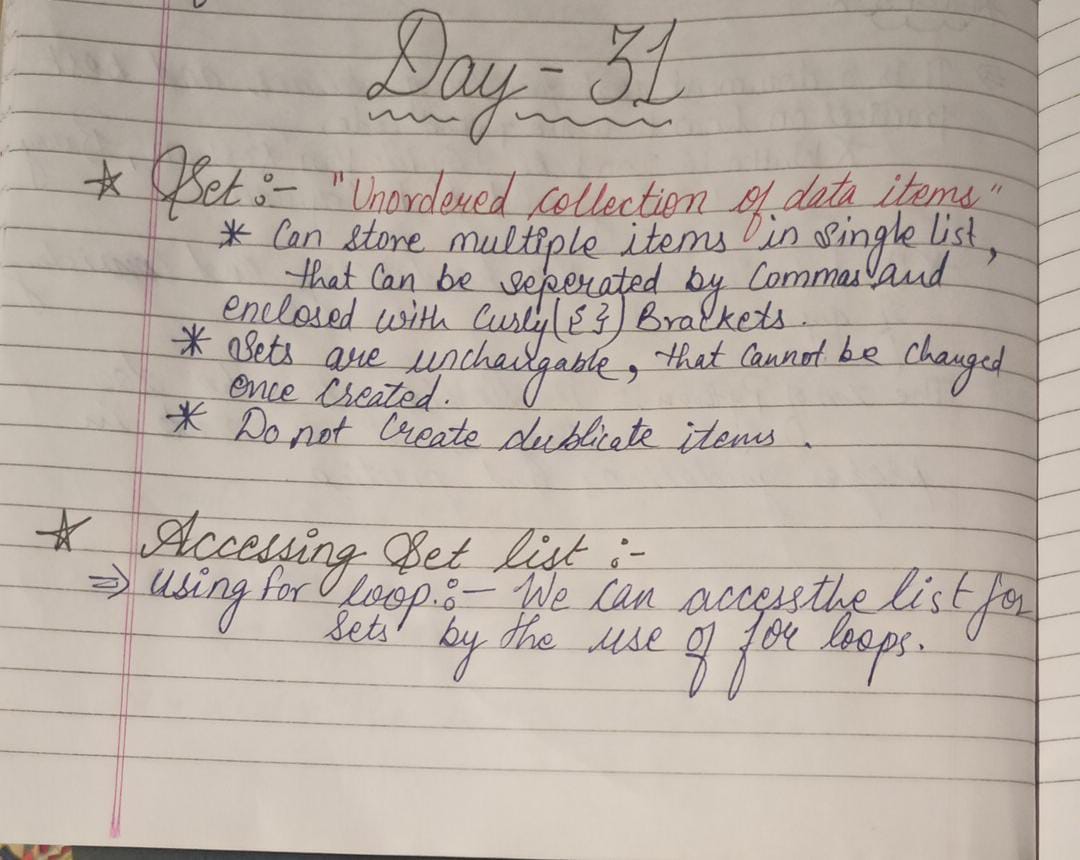 Day - 31
* Set :- "Unordered collection of data items"
* Can store multiple items in single list,
that can be seperated by Commas and
enclosed with Curly({}) Brackets.
* Sets are unchangable, that cannot be changed
once created.
* Do not create dublicate items.
* Accessing Set list :-
⇒ using for loop. :- We can access the list for
sets by the use of for loops.